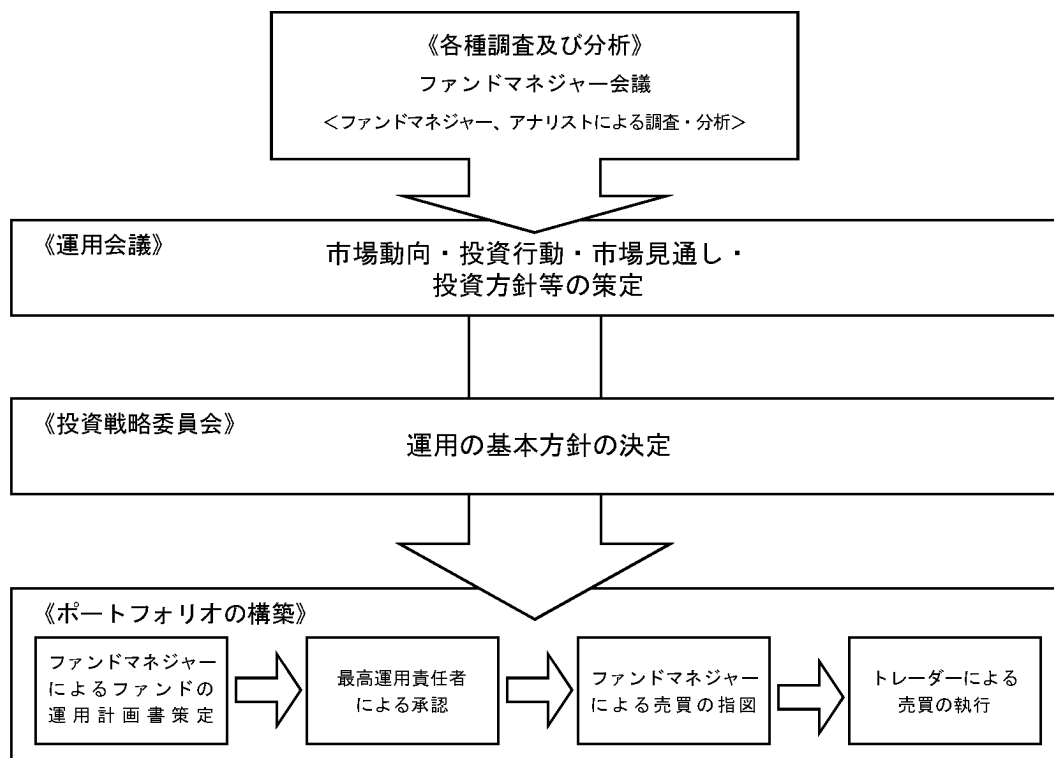 《各種調査及び分析》
ファンドマネジャー会議
＜ファンドマネジャー、アナリストによる調査・分析＞
《運用会議》
市場動向・投資行動・市場見通し・
投資方針等の策定
《投資戦略委員会》
運用の基本方針の決定
《ポートフォリオの構築》
ファンドマネジャー
によるファンドの
運用計画書策定
最高運用責任者
による承認
ファンドマネジャー
による売買の指図
トレーダーによる
売買の執行